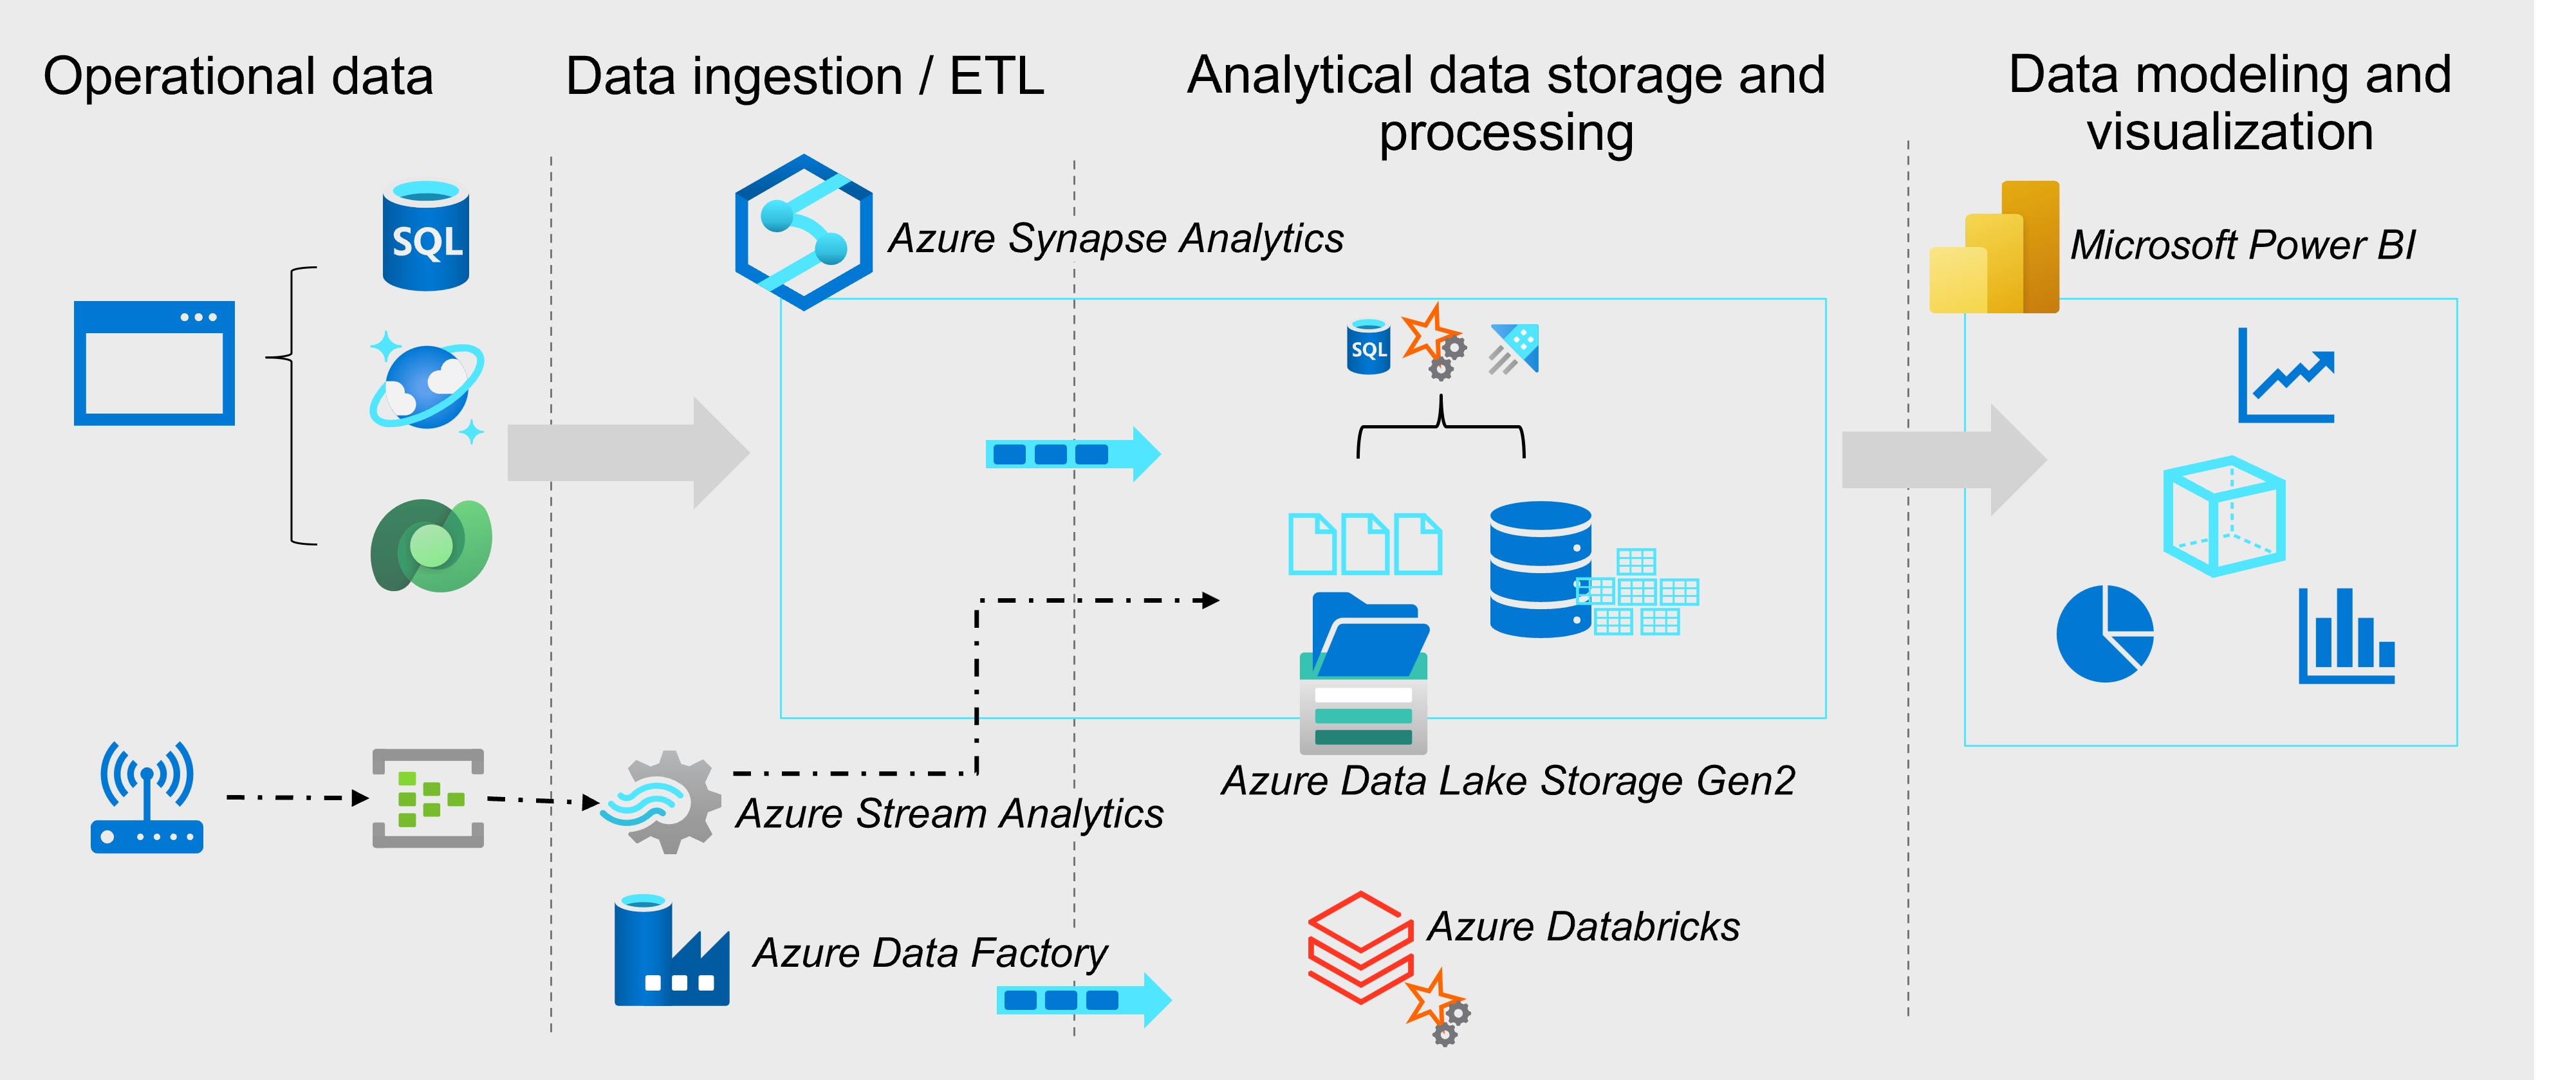 Operational data
Data ingestion / ETL
Analytical data storage and
processing
Data modeling and
visualization
SQL
Azure Synapse Analytics
Microsoft Power BI
SQL
Azure Stream Analytics
Azure Data Lake Storage Gen2
Azure Data Factory
Azure Databricks